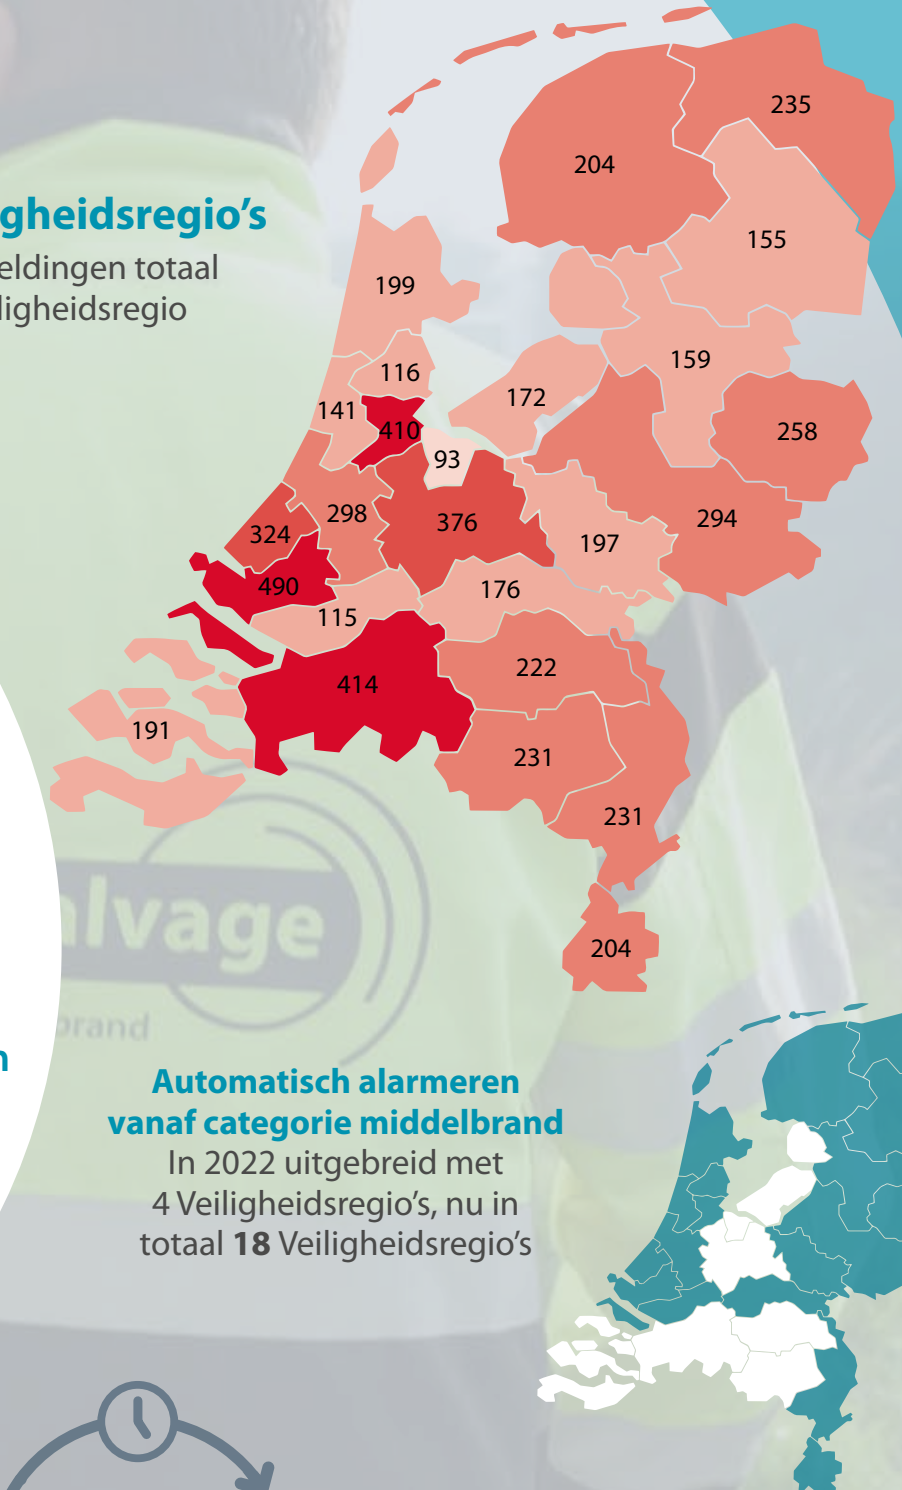 gheidsregio's
eldingen totaal
ligheidsregio
235
204
155
199
159
116
172
141
410
258
93
298
376
324
294
197
490
176
115
222
414
191
231
231
204
alvage
brand
n
Automatisch alarmeren
vanaf categorie middelbrand
In 2022 uitgebreid met
4 Veiligheidsregio's, nu in
totaal 18 Veiligheidsregio's